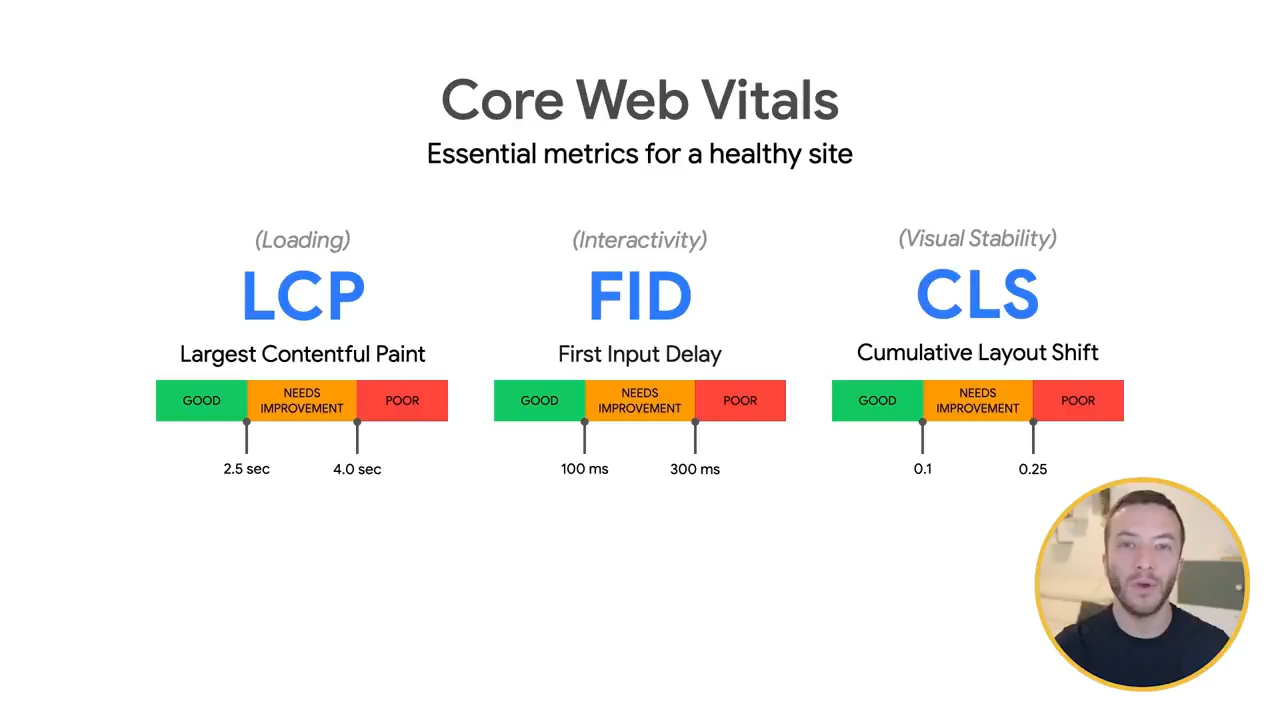 Core Web Vitals
Essential metrics for a healthy site
(Loading)
LCP
Largest Contentful Paint
GOOD
NEEDS
IMPROVEMENT
POOR
2.5 sec
4.0 sec
(Interactivity)
FID
First Input Delay
GOOD
NEEDS
IMPROVEMENT
POOR
100 ms
300 ms
(Visual Stability)
CLS
Cumulative Layout Shift
GOOD
NEEDS
IMPROVEMENT
POOR
0.1
0.25